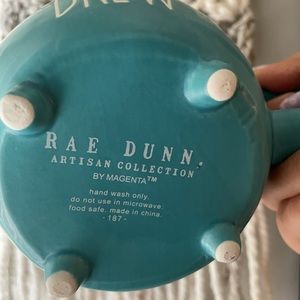 BREW
RAE DUNN.
ARTISAN COLLECTION
BY MAGENTA™
hand wash only.
do not use in microwave.
food safe. made in china.
- 187 -